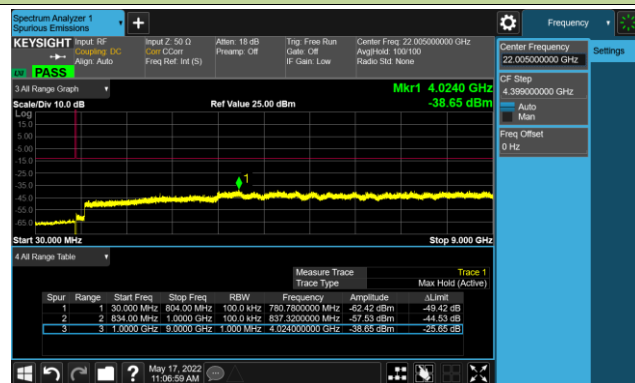 Spectrum Analyzer 1
Spurious Emissions
Frequency
KEYSIGHT
Input: RF
Coupling: DC
Align: Auto
Input Z: 50 Ω
Corr CCorr
Freq Ref: Int (S)
Atten: 18 dB
Preamp: Off
Trig: Free Run
Gate: Off
IF Gain: Low
Center Freq: 22.005000000 GHz
Avg|Hold: 100/100
Radio Std: None
PASS
Center Frequency
22.005000000 GHz
Settings
CF Step
4.399000000 GHz
Auto
Man
Freq Offset
0 Hz
3 All Range Graph
Mkr1 4.0240 GHz
Scale/Div 10.0 dB
Ref Value 25.00 dBm
-38.65 dBm
Log
15.0
5.00
-5.00
-15.0
-25.0
-35.0
-45.0
-55.0
-65.0
1
Start 30.000 MHz
Stop 9.000 GHz
4 All Range Table
Measure Trace Trace 1
Trace Type Max Hold (Active)
Spur Range Start Freq Stop Freq RBW Frequency Amplitude ΔLimit
1 1 30.000 MHz 804.00 MHz 100.0 kHz 780.7800000 MHz -62.42 dBm -49.42 dB
2 2 834.00 MHz 1.0000 GHz 100.0 kHz 837.3200000 MHz -57.53 dBm -44.53 dB
3 3 1.0000 GHz 9.0000 GHz 1.000 MHz 4.024000000 GHz -38.65 dBm -25.65 dB
May 17, 2022
11:06:59 AM